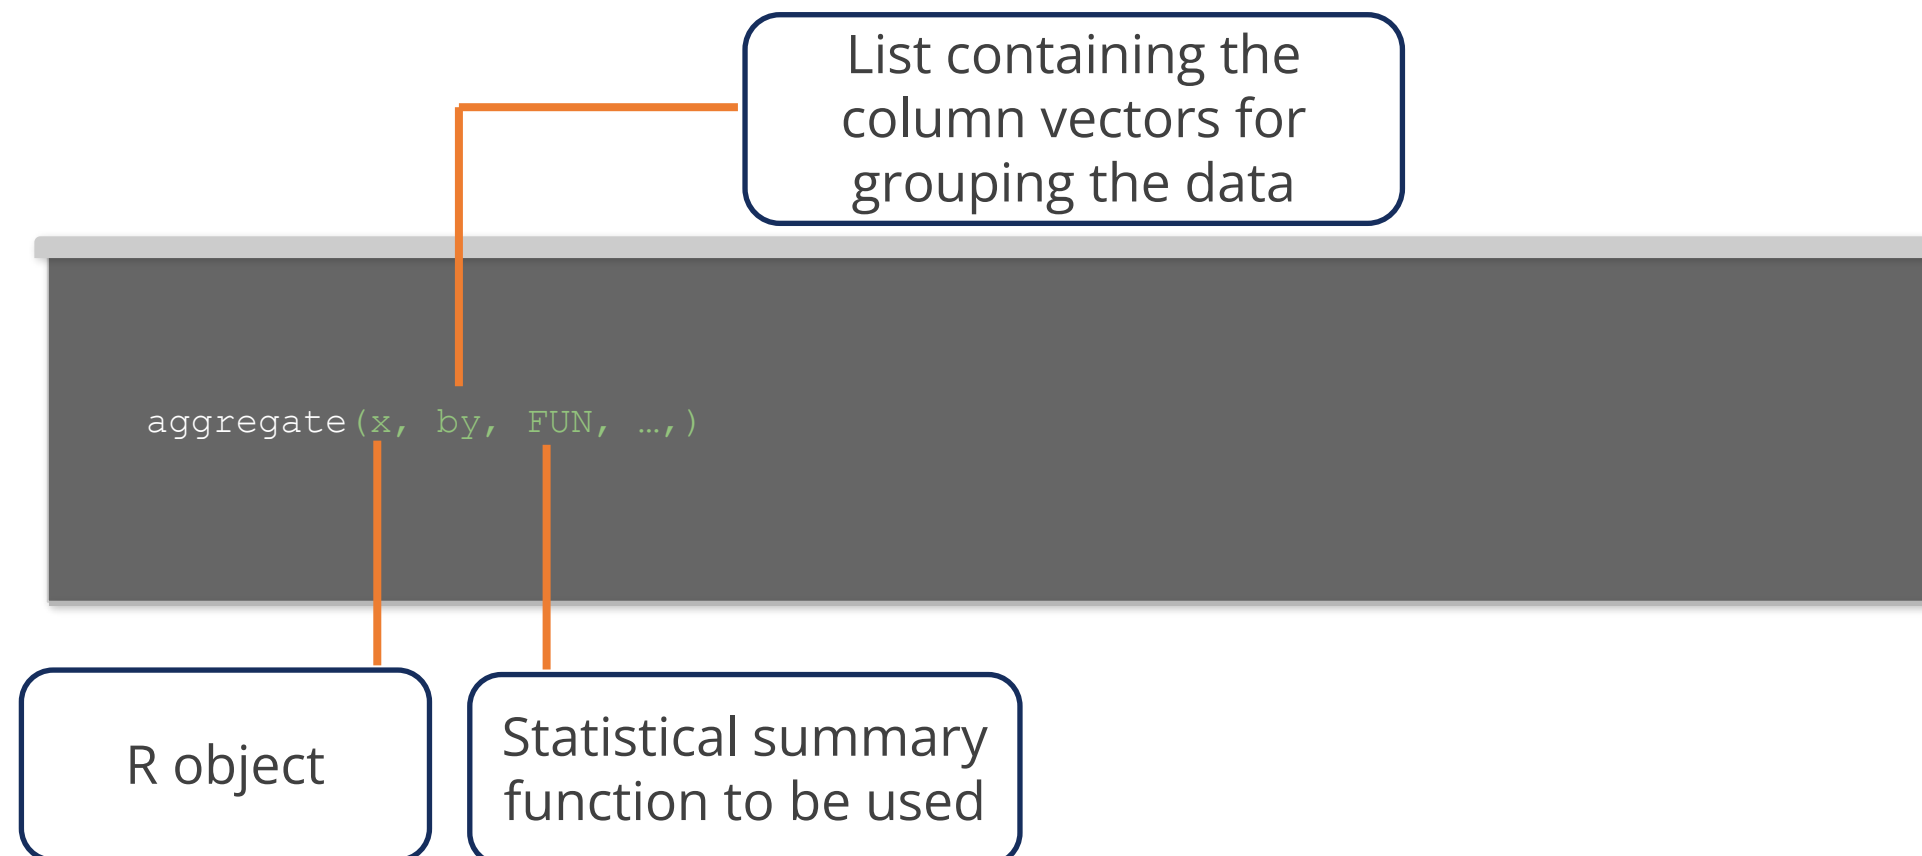 List containing the
column vectors for
grouping the data
aggregate(x, by, FUN, …,)
R object
Statistical summary
function to be used